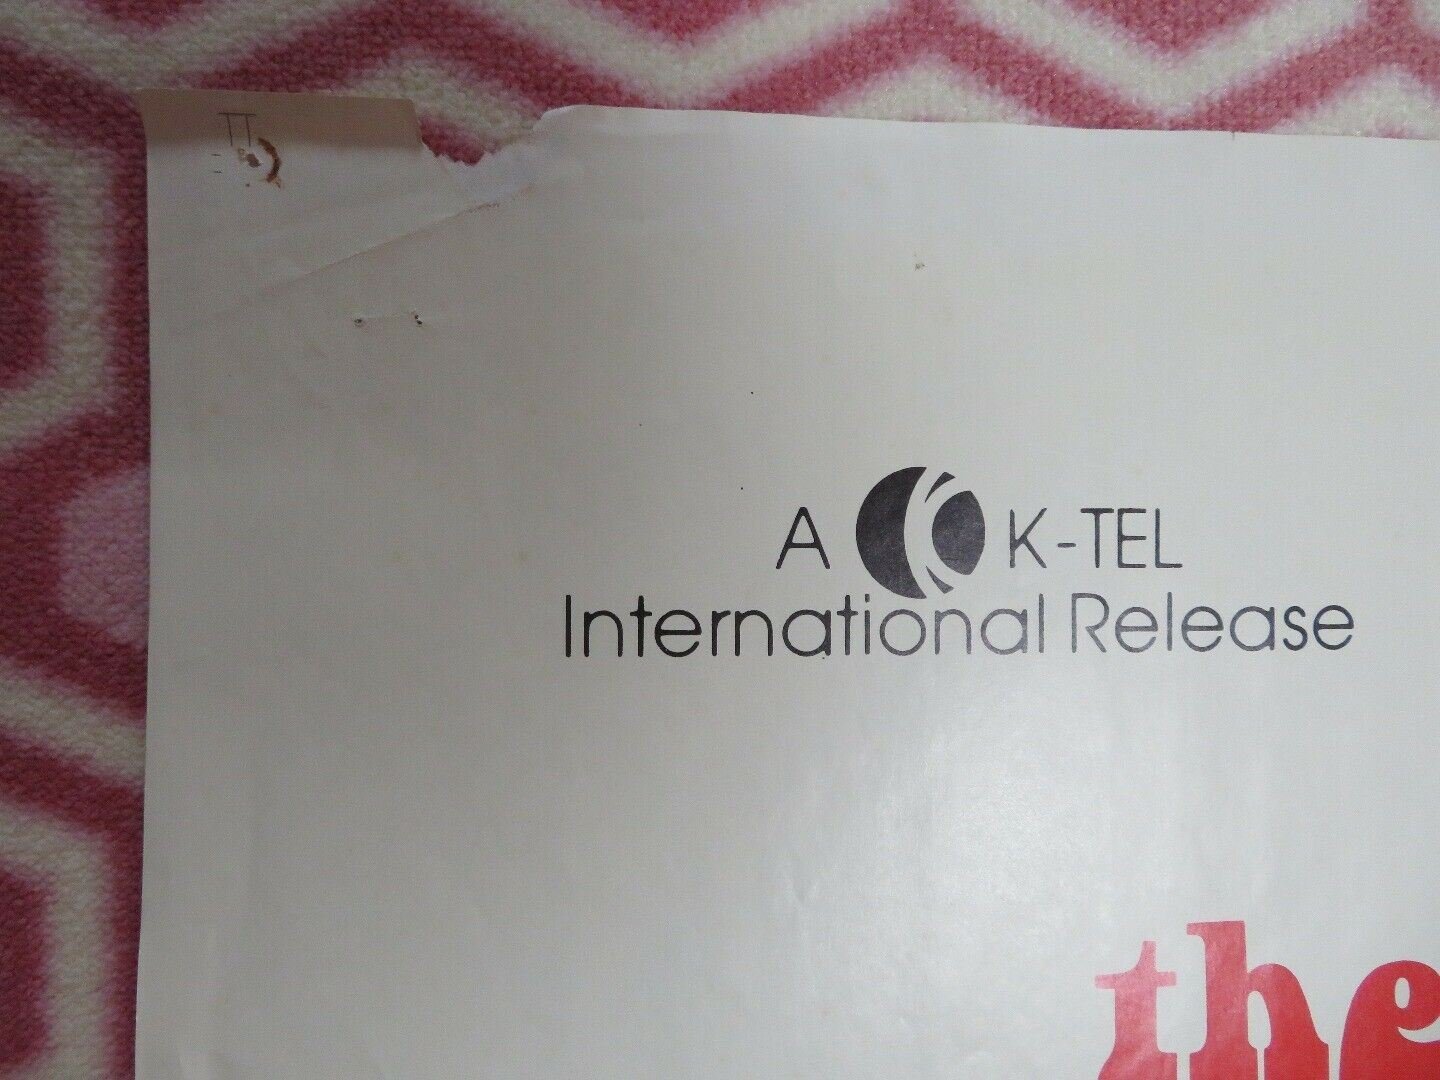 A K-TEL
International Release
the